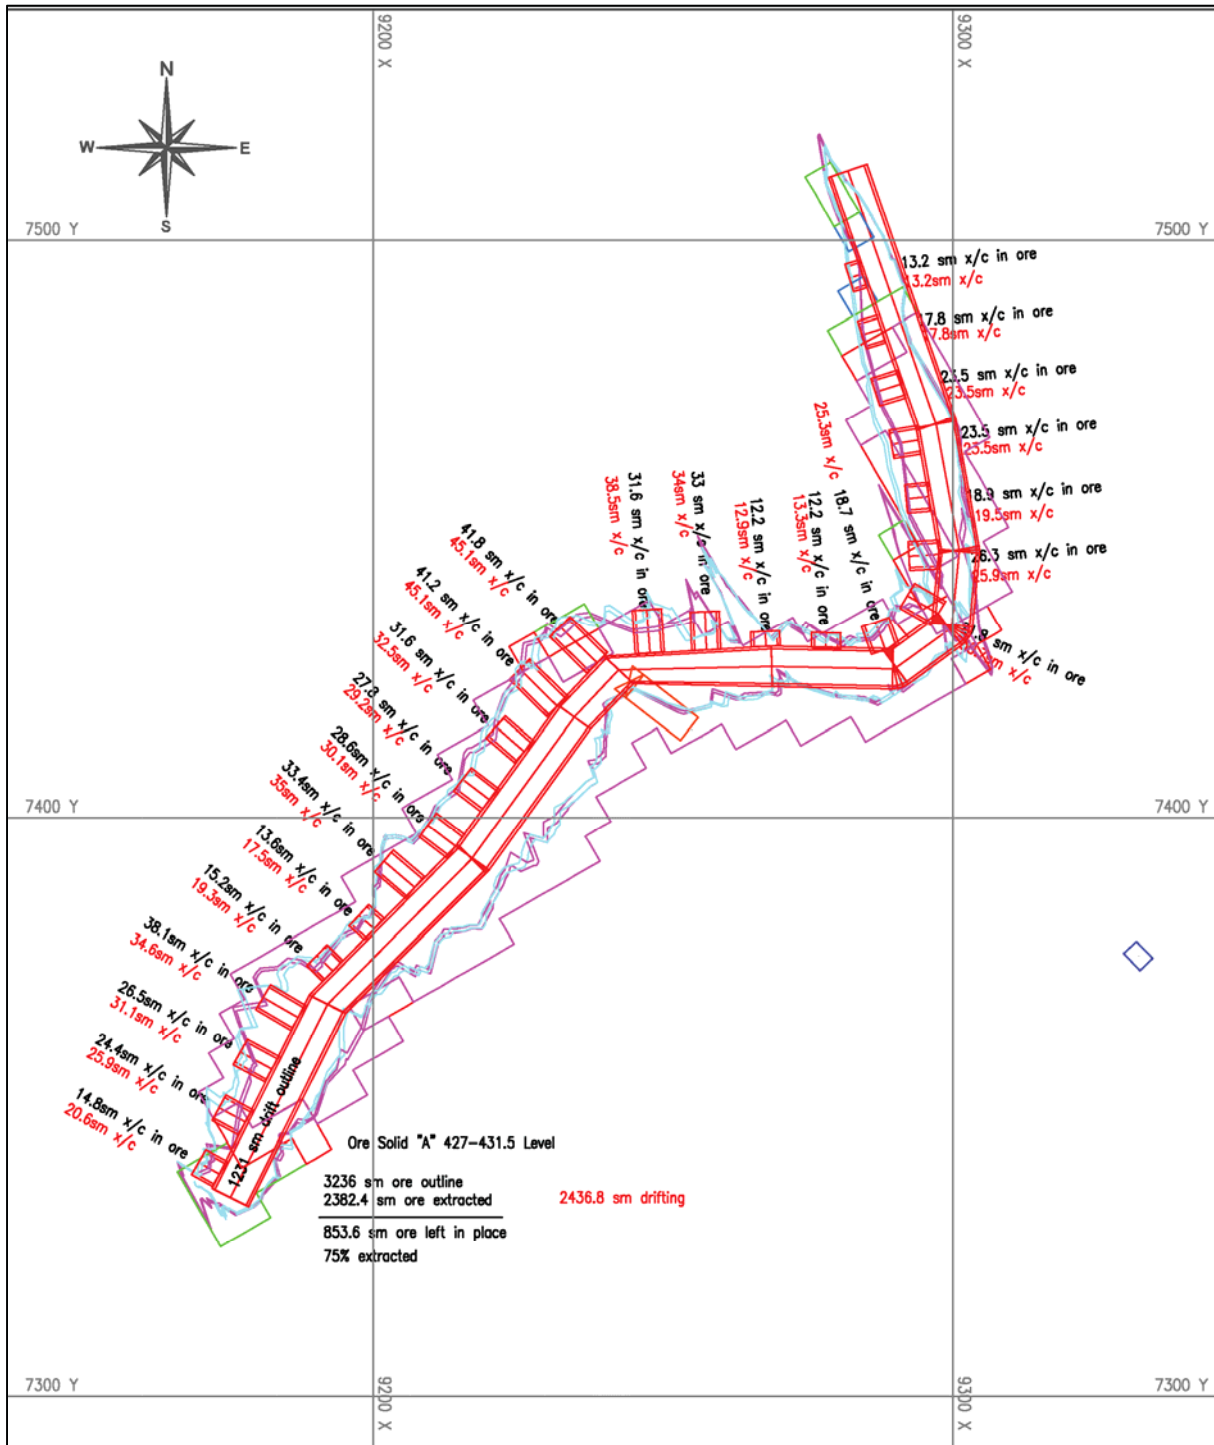 9200 X
9300 X
N
W
E
S
7500 Y
7500 Y
13.2 sm x/c in ore
13.2sm x/c
17.8 sm x/c in ore
7.8sm x/c
23.5 sm x/c in ore
23.5sm x/c
23.5 sm x/c in ore
23.5sm x/c
18.9 sm x/c in ore
19.5sm x/c
26.3 sm x/c in ore
25.9sm x/c
sm x/c in ore
sm x/c
25.3sm x/c
18.7 sm x/c in ore
12.2 sm x/c in ore
13.3sm x/c
12.2 sm x/c in ore
12.9sm x/c
33 sm x/c in ore
34sm x/c
31.6 sm x/c in ore
38.5sm x/c
41.8 sm x/c in ore
45.1sm x/c
41.2 sm x/c in ore
45.1sm x/c
31.6 sm x/c in ore
32.5sm x/c
27.8 sm x/c in ore
29.2sm x/c
28.6sm x/c in ore
30.1sm x/c
33.4sm x/c in ore
35sm x/c
7400 Y
7400 Y
13.6sm x/c in ore
17.5sm x/c
15.2sm x/c in ore
19.3sm x/c
38.1sm x/c in ore
34.6sm x/c
26.5sm x/c in ore
31.1sm x/c
24.4sm x/c in ore
25.9sm x/c
14.8sm x/c in ore
20.6sm x/c
1231 sm drift outline
Ore Solid "A" 427-431.5 Level
3236 sm ore outline
2382.4 sm ore extracted
2436.8 sm drifting
853.6 sm ore left in place
75% extracted
7300 Y
7300 Y
9200 X
9300 X